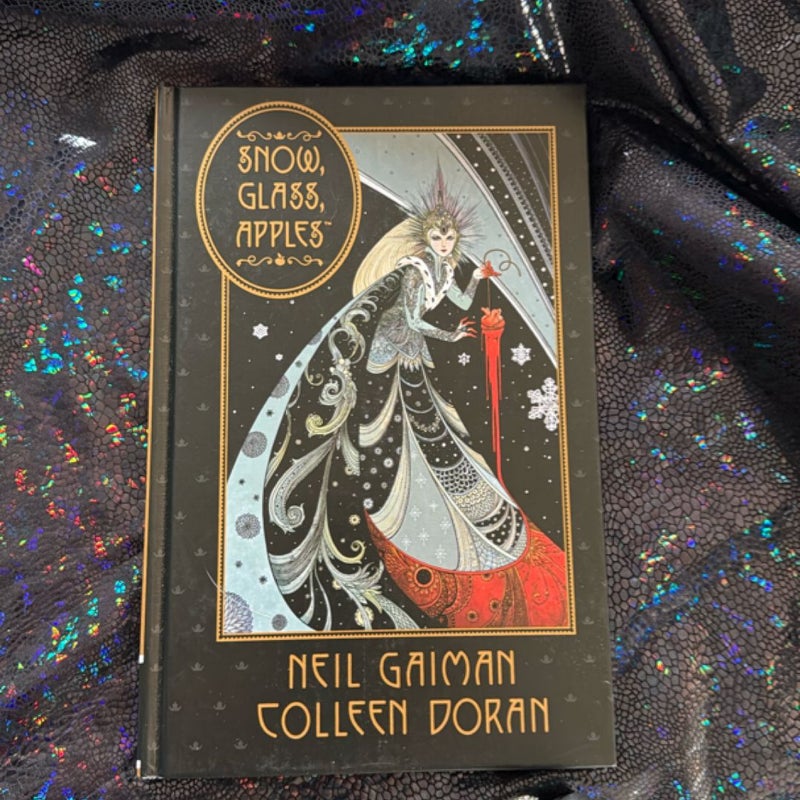 SNOW,
GLASS,
APPLES™
NEIL GAIMAN
COLLEEN DORAN